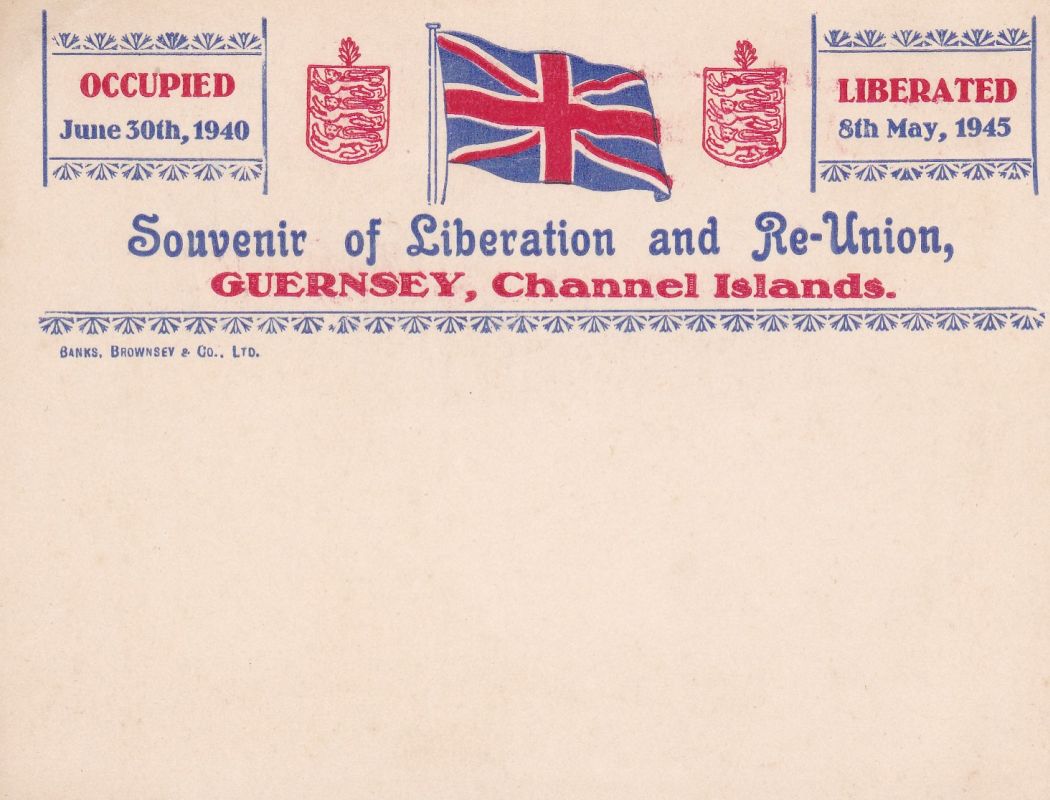 OCCUPIED
June 30th, 1940
LIBERATED
8th May, 1945
Souvenir of Liberation and Re-Union,
GUERNSEY, Channel Islands.
BANKS, BROWNSEY & CO., LTD.